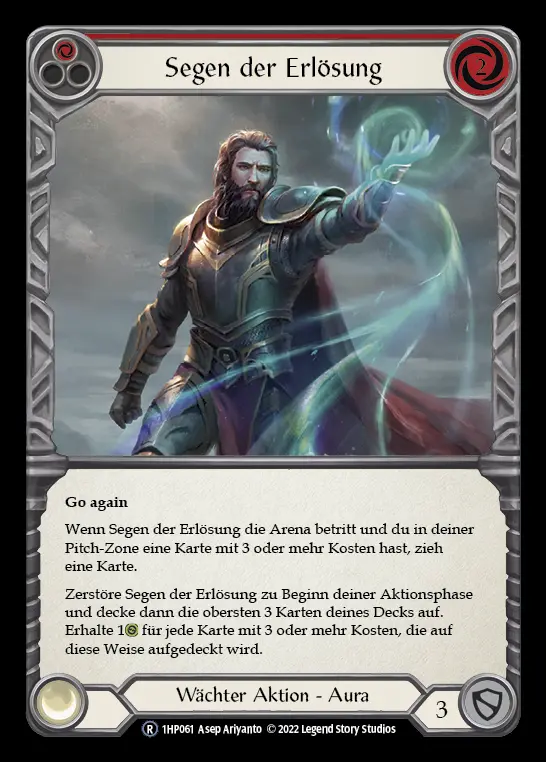 Segen der Erlösung
2
Go again
Wenn Segen der Erlösung die Arena betritt und du in deiner
Pitch-Zone eine Karte mit 3 oder mehr Kosten hast, zieh
eine Karte.
Zerstöre Segen der Erlösung zu Beginn deiner Aktionsphase
und decke dann die obersten 3 Karten deines Decks auf.
Erhalte 1 für jede Karte mit 3 oder mehr Kosten, die auf
diese Weise aufgedeckt wird.
Wächter Aktion - Aura
3
R 1HP061 Asep Ariyanto © 2022 Legend Story Studios